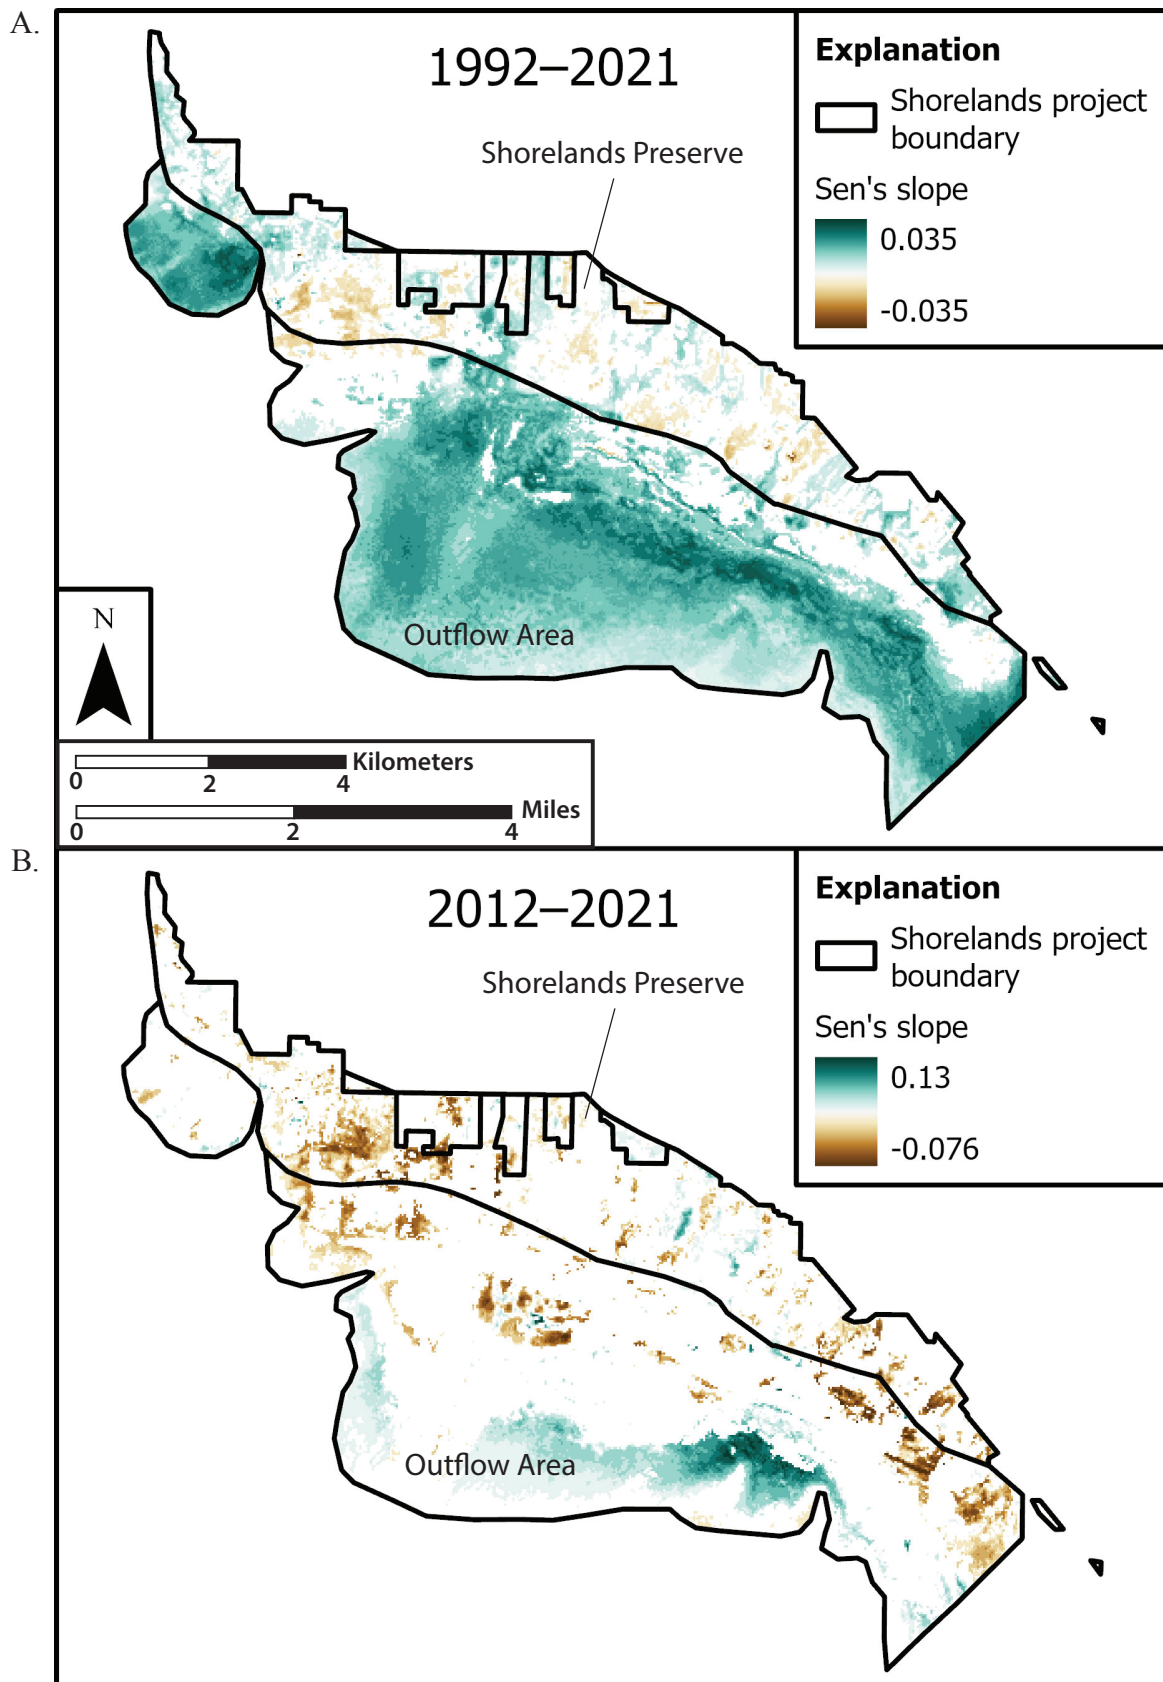 A.
1992–2021
Shorelands Preserve
Explanation
Shorelands project
boundary
Sen's slope
0.035
-0.035
Outflow Area
N
Kilometers
0 2 4
Miles
0 2 4
B.
2012–2021
Shorelands Preserve
Explanation
Shorelands project
boundary
Sen's slope
0.13
-0.076
Outflow Area